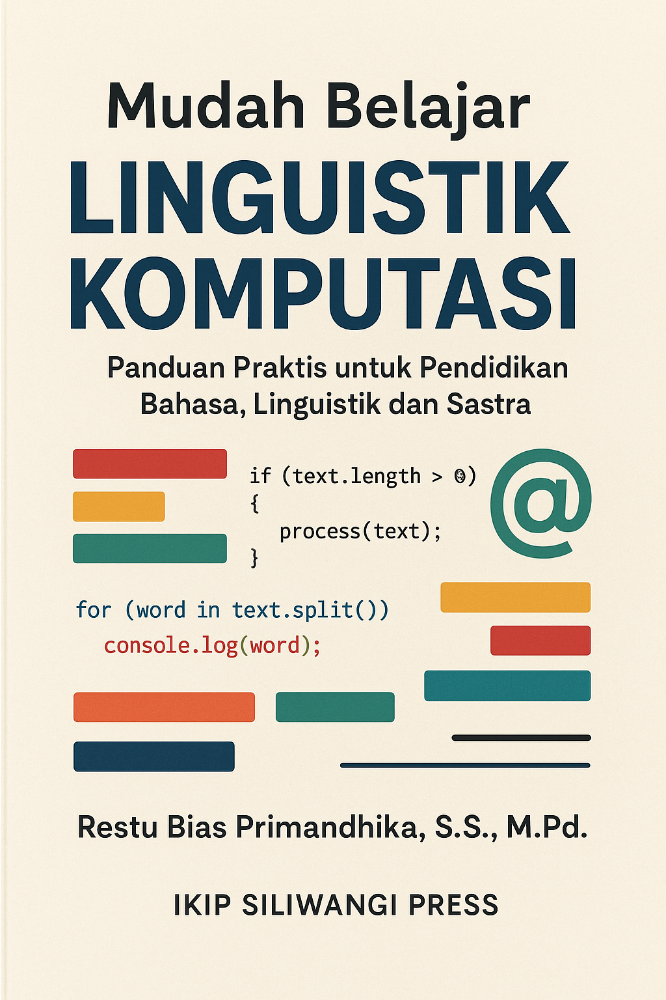 Mudah Belajar
LINGUISTIK
KOMPUTASI
Panduan Praktis untuk Pendidikan
Bahasa, Linguistik dan Sastra
if (text.length > 0)
{
process(text);
}
@
for (word in text.split())
console.log(word);
Restu Bias Primandhika, S.S., M.Pd.
IKIP SILIWANGI PRESS